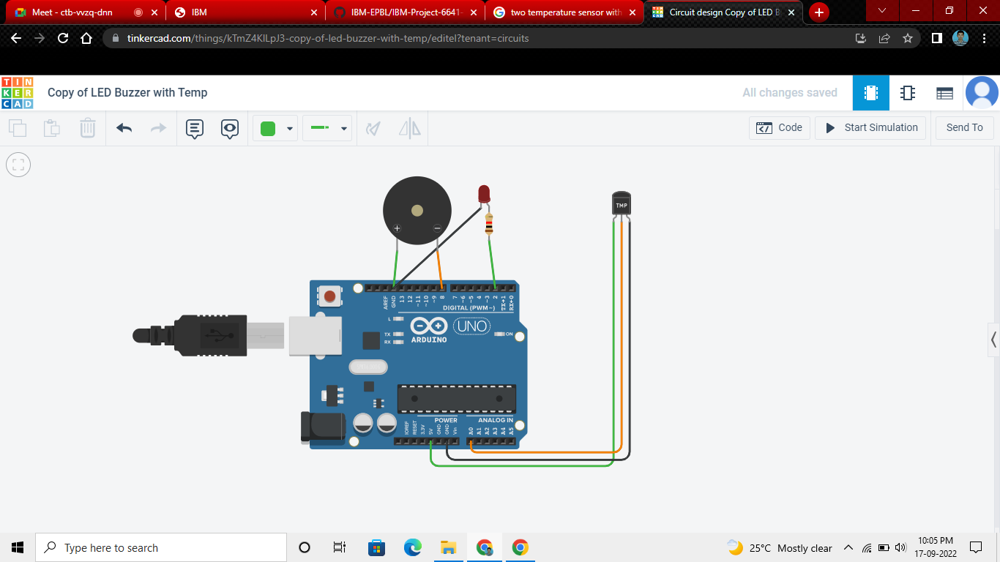 Meet - ctb-vvzq-dnn
IBM
IBM-EPBL/IBM-Project-6641-
two temperature sensor with
Circuit design Copy of LED B
tinkercad.com/things/kTmZ4KlLpJ3-copy-of-led-buzzer-with-temp/editel?tenant=circuits
TIN
KER
CAD
Copy of LED Buzzer with Temp
All changes saved
Code
Start Simulation
Send To
TMP
AREF
GND
13
12
~11
~10
~9
8
7
~6
~5
4
~3
2
TX→1
RX←0
DIGITAL (PWM~)
L
TX
RX
ARDUINO
UNO
ON
POWER
ANALOG IN
IOREF
RESET
3.3V
5V
GND
GND
Vin
A0
A1
A2
A3
A4
A5
Type here to search
25°C Mostly clear
10:05 PM
17-09-2022